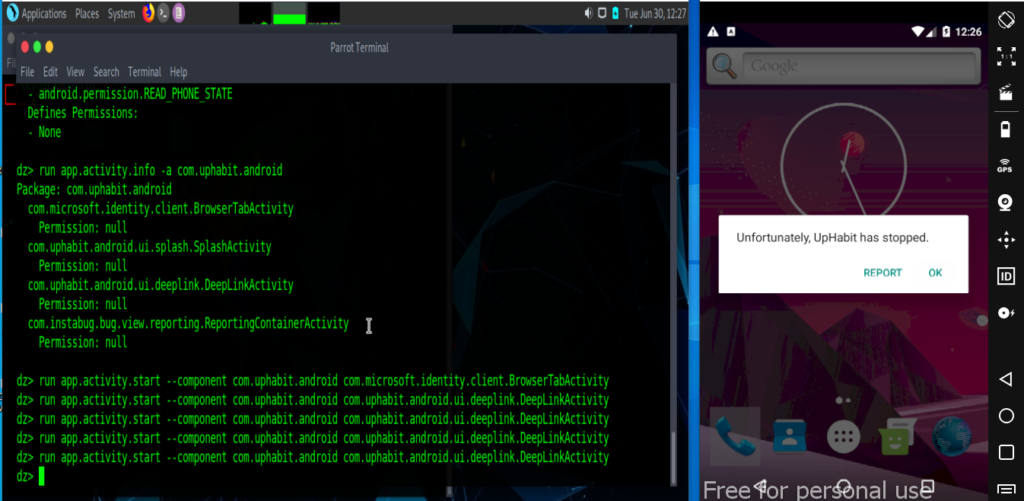 Applications Places System
Tue Jun 30, 12:27
Parrot Terminal
File Edit View Search Terminal Help
- android.permission.READ_PHONE_STATE
Defines Permissions:
- None
dz> run app.activity.info -a com.uphabit.android
Package: com.uphabit.android
com.microsoft.identity.client.BrowserTabActivity
Permission: null
com.uphabit.android.ui.splash.SplashActivity
Permission: null
com.uphabit.android.ui.deeplink.DeepLinkActivity
Permission: null
com.instabug.bug.view.reporting.ReportingContainerActivity
Permission: null
dz> run app.activity.start --component com.uphabit.android com.microsoft.identity.client.BrowserTabActivity
dz> run app.activity.start --component com.uphabit.android com.uphabit.android.ui.deeplink.DeepLinkActivity
dz> run app.activity.start --component com.uphabit.android com.uphabit.android.ui.deeplink.DeepLinkActivity
dz> run app.activity.start --component com.uphabit.android com.uphabit.android.ui.deeplink.DeepLinkActivity
dz> run app.activity.start --component com.uphabit.android com.uphabit.android.ui.deeplink.DeepLinkActivity
dz>
12:26
Google
Unfortunately, UpHabit has stopped.
REPORT OK
Free for personal use
1:1
GPS
ID